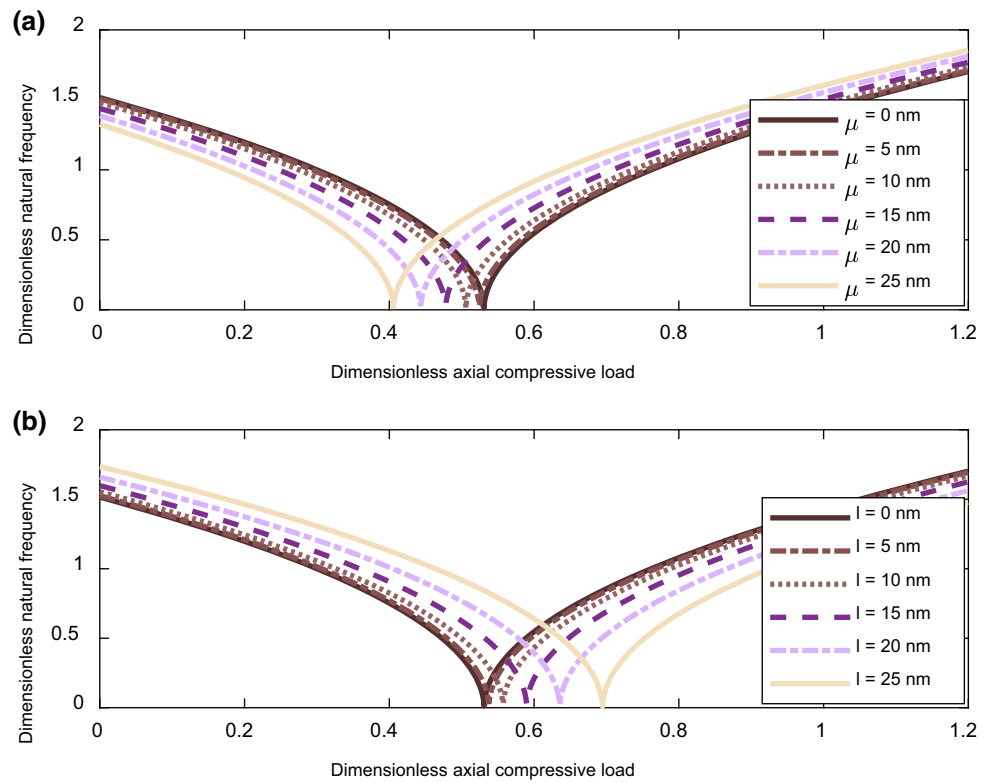 (a)
Dimensionless natural frequency
2
1.5
1
0.5
0
0 0.2 0.4 0.6 0.8 1 1.2
Dimensionless axial compressive load
μ = 0 nm
μ = 5 nm
μ = 10 nm
μ = 15 nm
μ = 20 nm
μ = 25 nm
(b)
Dimensionless natural frequency
2
1.5
1
0.5
0
0 0.2 0.4 0.6 0.8 1 1.2
Dimensionless axial compressive load
l = 0 nm
l = 5 nm
l = 10 nm
l = 15 nm
l = 20 nm
l = 25 nm